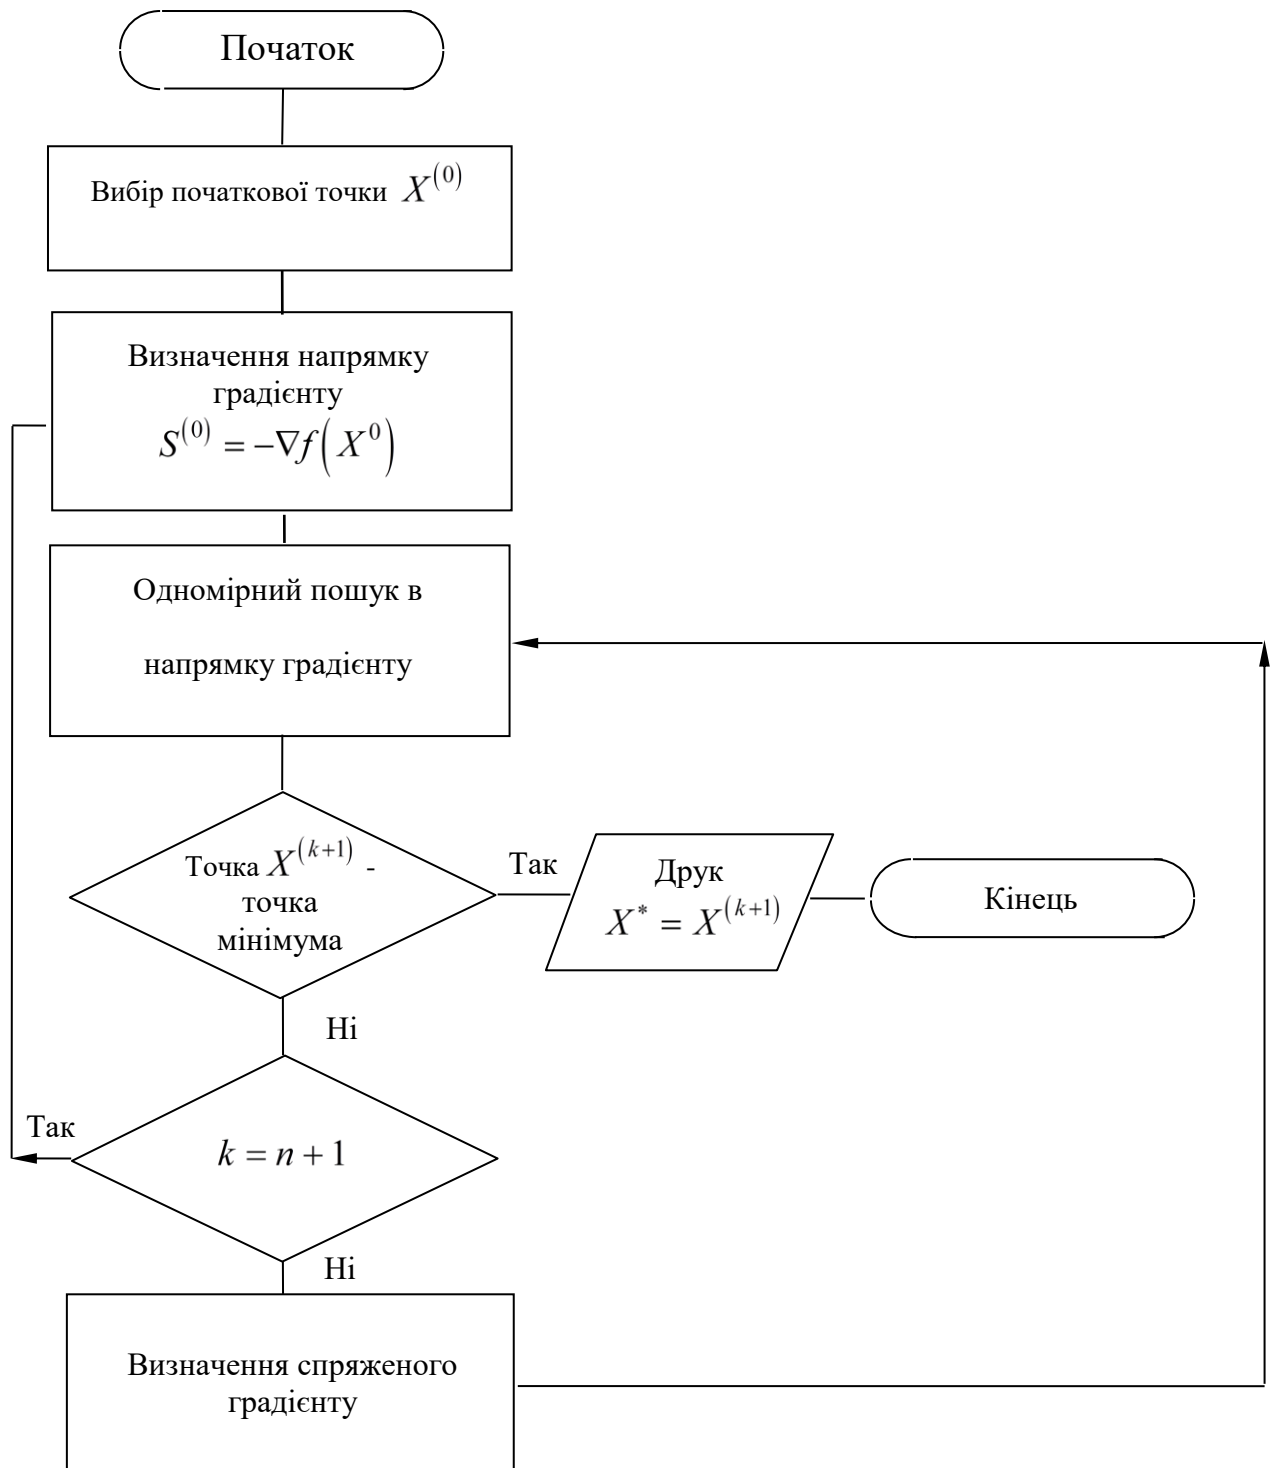 Початок
Вибір початкової точки X^(0)
Визначення напрямку
градієнту
S^(0) = −∇f(X^0)
Одномірний пошук в
напрямку градієнту
Точка X^(k+1) -
точка
мінімума
Так
Друк
X^* = X^(k+1)
Кінець
Ні
Так
k = n + 1
Ні
Визначення спряженого
градієнту